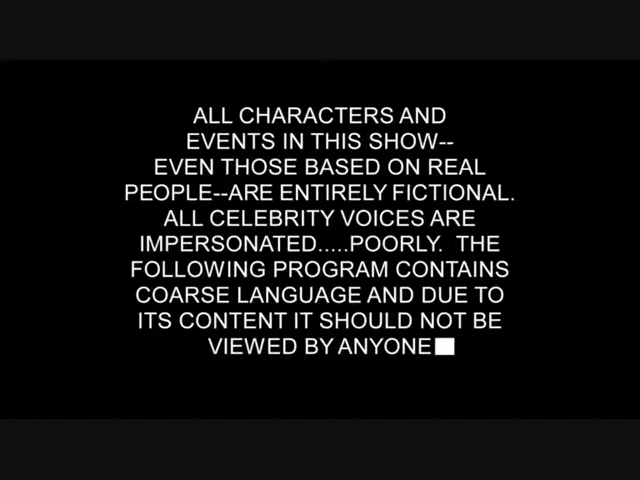 ALL CHARACTERS AND
EVENTS IN THIS SHOW--
EVEN THOSE BASED ON REAL
PEOPLE--ARE ENTIRELY FICTIONAL.
ALL CELEBRITY VOICES ARE
IMPERSONATED.....POORLY. THE
FOLLOWING PROGRAM CONTAINS
COARSE LANGUAGE AND DUE TO
ITS CONTENT IT SHOULD NOT BE
VIEWED BY ANYONE